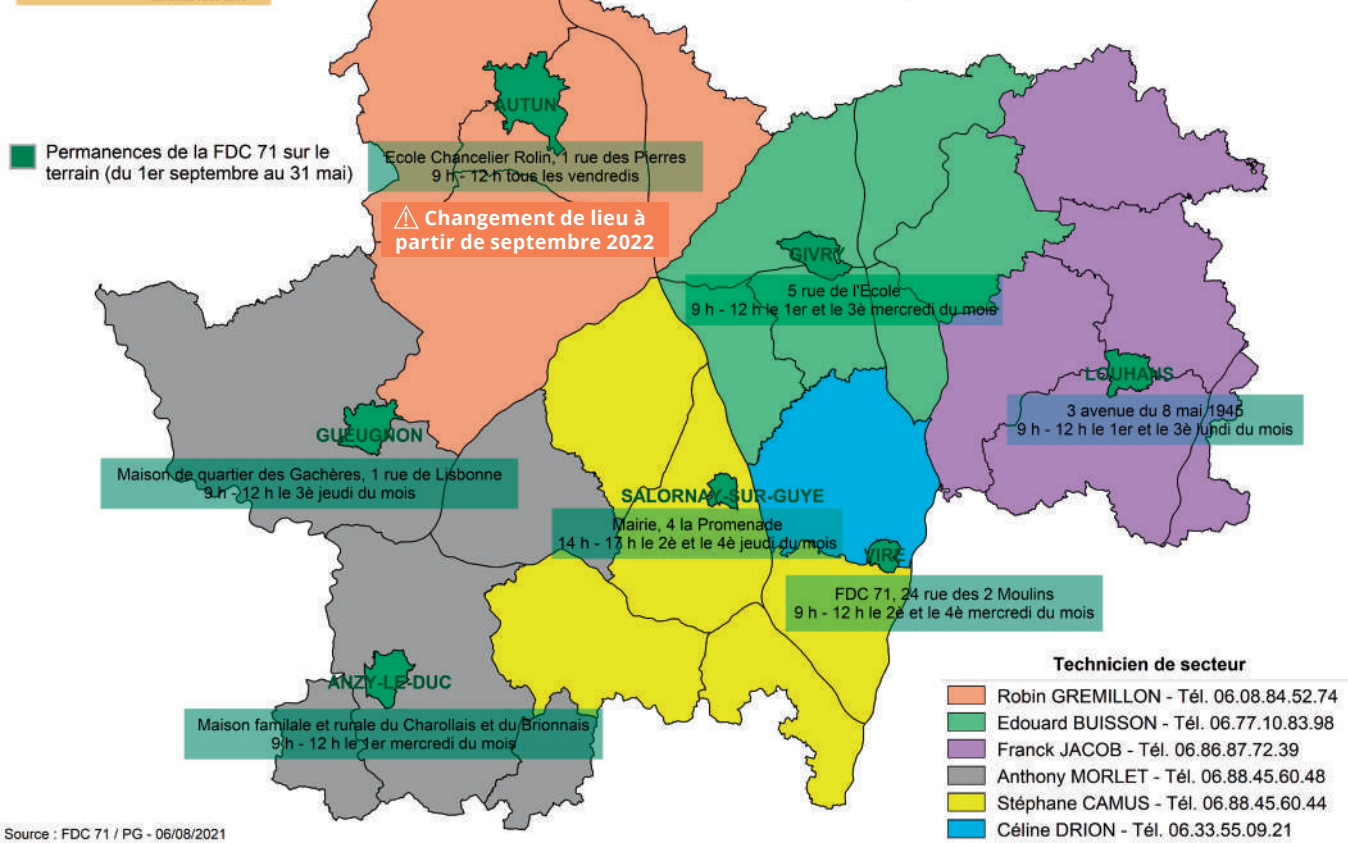 AUTUN
Permanences de la FDC 71 sur le
terrain (du 1er septembre au 31 mai)
Ecole Chancelier Rolin, 1 rue des Pierres
9 h - 12 h tous les vendredis
⚠ Changement de lieu à
partir de septembre 2022
GIVRY
5 rue de l'Ecole
9 h - 12 h le 1er et le 3è mercredi du mois
LOUHANS
3 avenue du 8 mai 1945
9 h - 12 h le 1er et le 3è lundi du mois
GUEUGNON
Maison de quartier des Gachères, 1 rue de Lisbonne
9 h - 12 h le 3è jeudi du mois
SALORNAY-SUR-GUYE
Mairie, 4 la Promenade
14 h - 17 h le 2è et le 4è jeudi du mois
VIRE
FDC 71, 24 rue des 2 Moulins
9 h - 12 h le 2è et le 4è mercredi du mois
ANZY-LE-DUC
Maison familale et rurale du Charollais et du Brionnais
9 h - 12 h le 1er mercredi du mois
Technicien de secteur
Robin GREMILLON - Tél. 06.08.84.52.74
Edouard BUISSON - Tél. 06.77.10.83.98
Franck JACOB - Tél. 06.86.87.72.39
Anthony MORLET - Tél. 06.88.45.60.48
Stéphane CAMUS - Tél. 06.88.45.60.44
Céline DRION - Tél. 06.33.55.09.21
Source : FDC 71 / PG - 06/08/2021